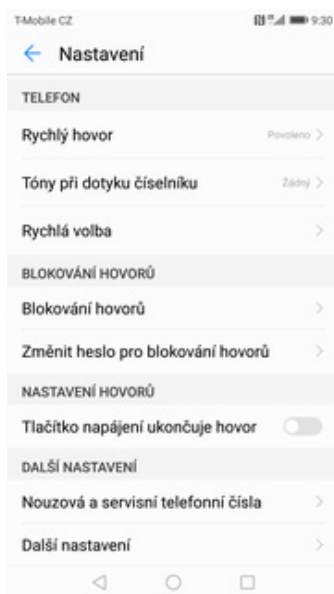 T-Mobile CZ 9:30
Nastavení
TELEFON
Rychlý hovor Povoleno
Tóny při dotyku číselníku Žádný
Rychlá volba
BLOKOVÁNÍ HOVORŮ
Blokování hovorů
Změnit heslo pro blokování hovorů
NASTAVENÍ HOVORŮ
Tlačítko napájení ukončuje hovor
DALŠÍ NASTAVENÍ
Nouzová a servisní telefonní čísla
Další nastavení